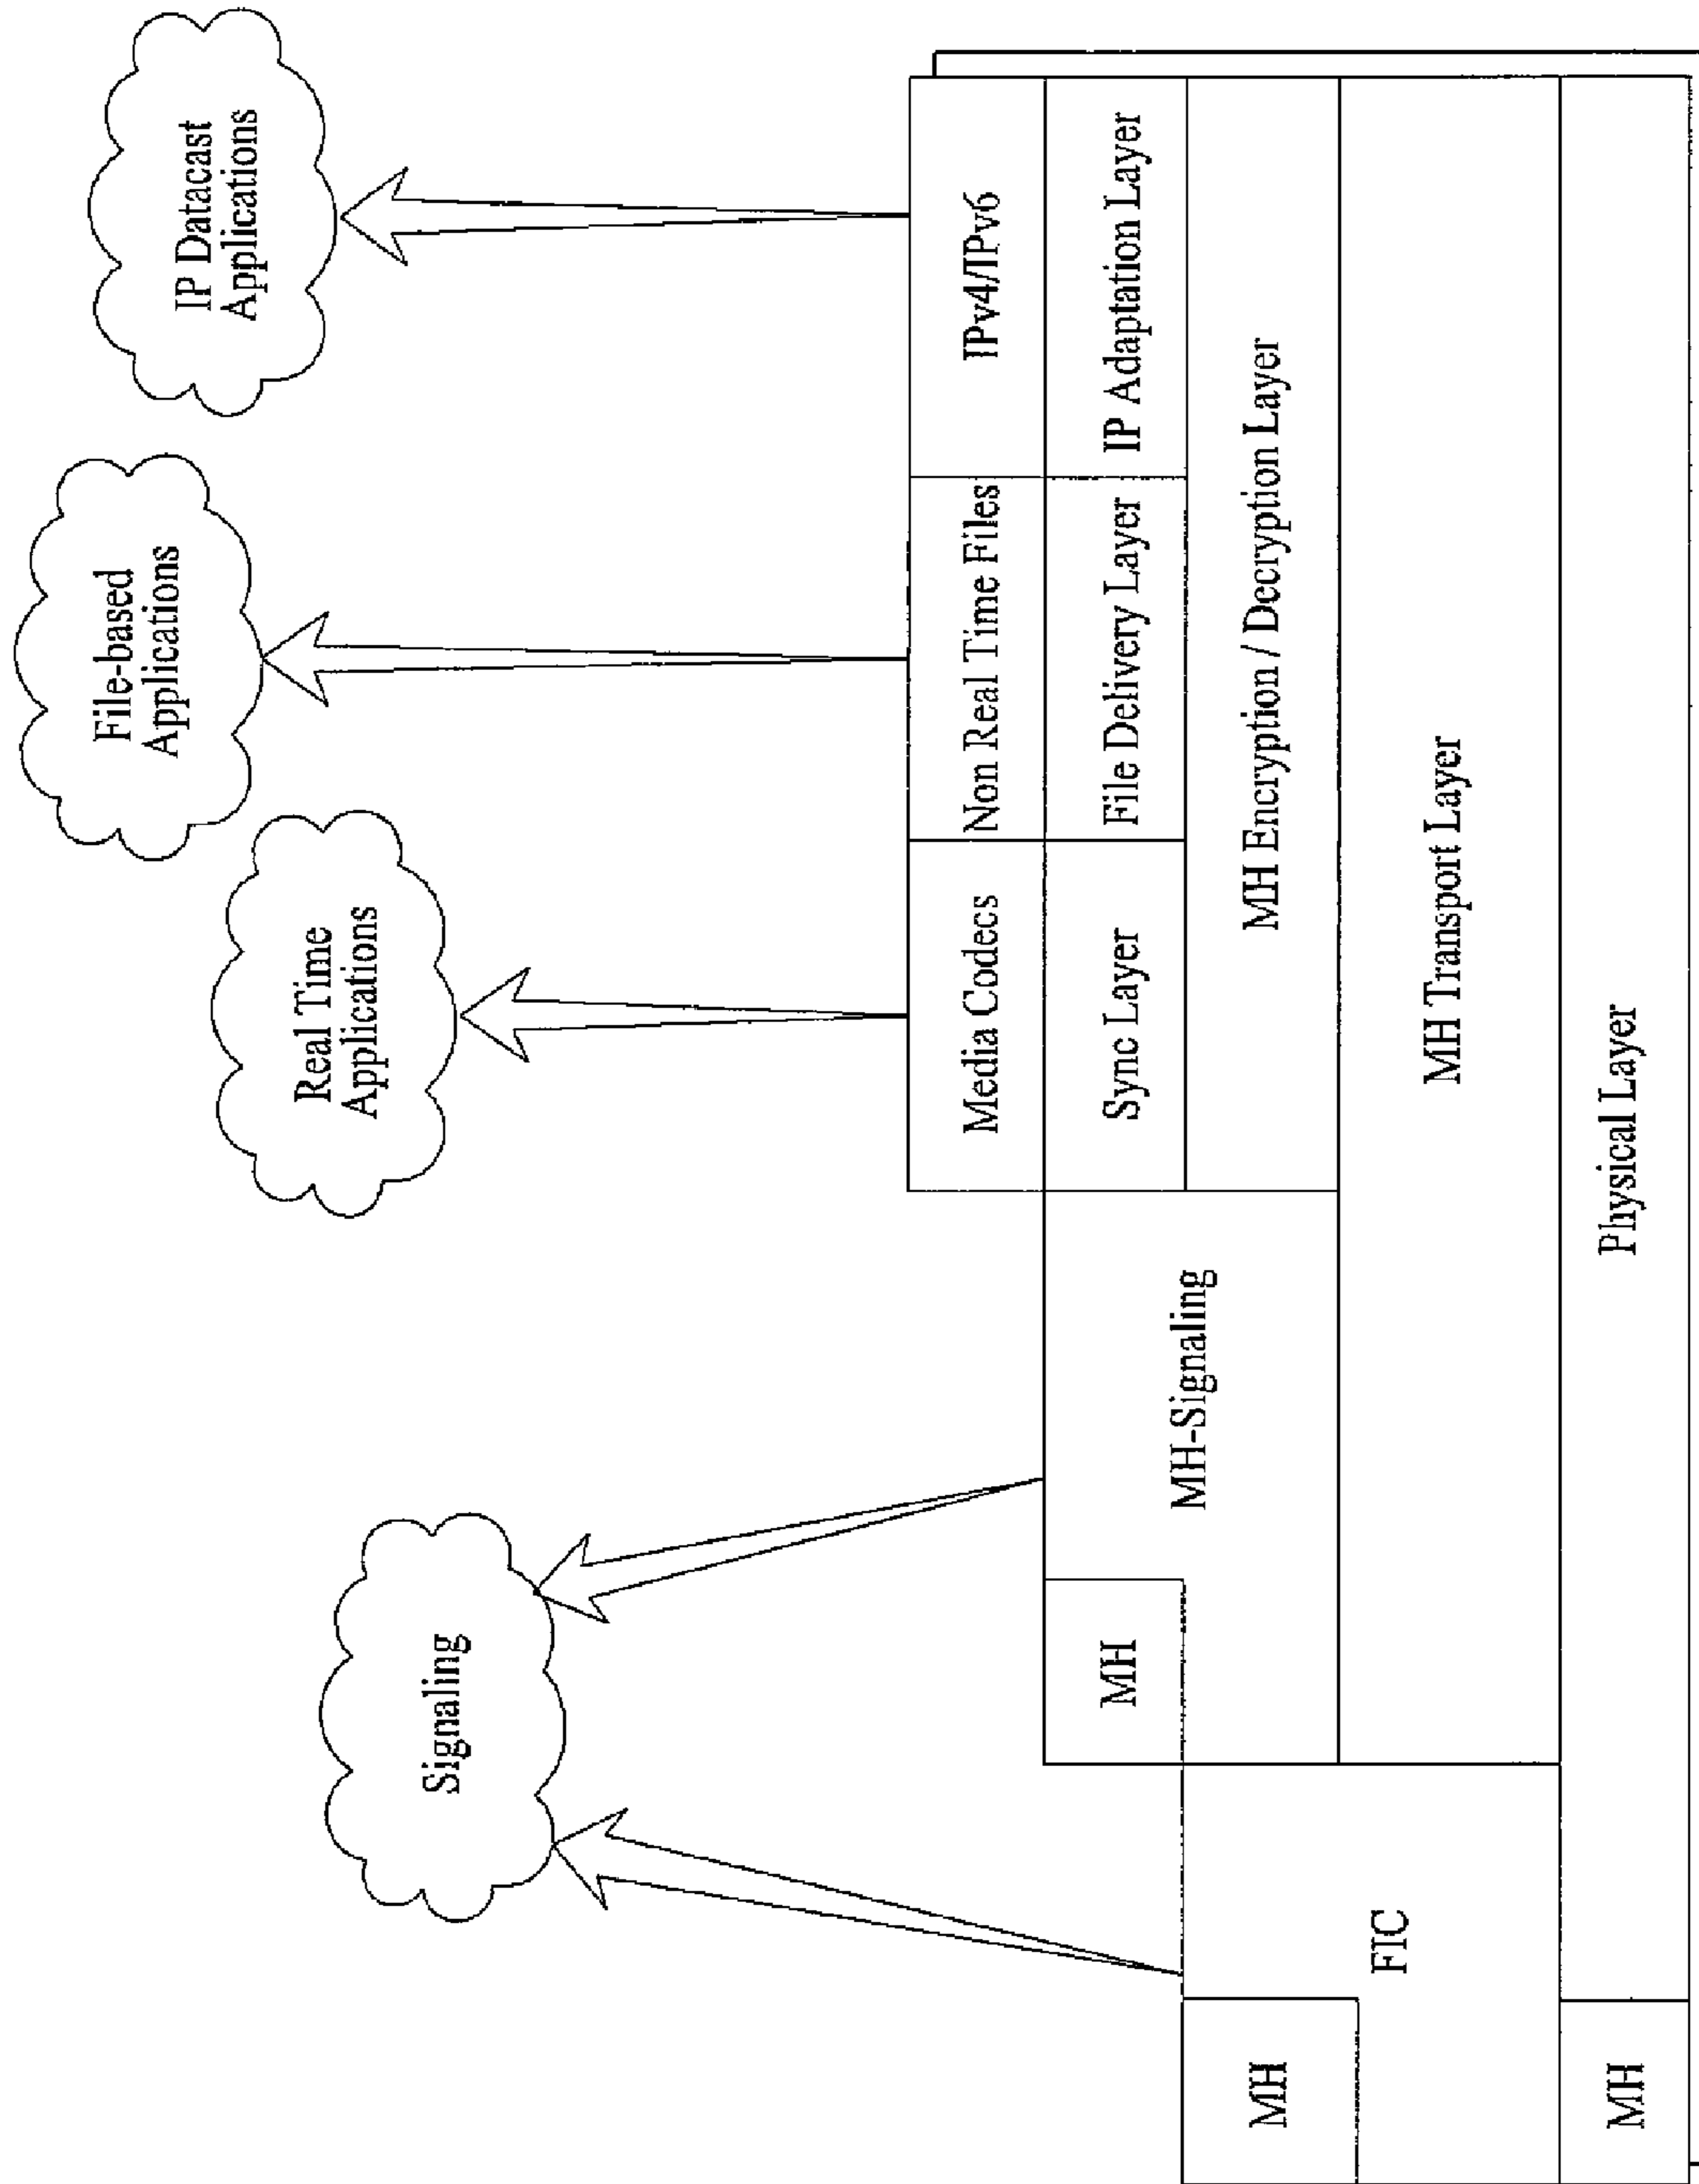 IP Datacast
Applications
File-based
Applications
Real Time
Applications
Signaling
IPv4/IPv6
Non Real Time Files
Media Codecs
IP Adaptation Layer
File Delivery Layer
Sync Layer
MH
MH Encryption / Decryption Layer
MH-Signaling
MH
MH Transport Layer
FIC
Physical Layer
MH